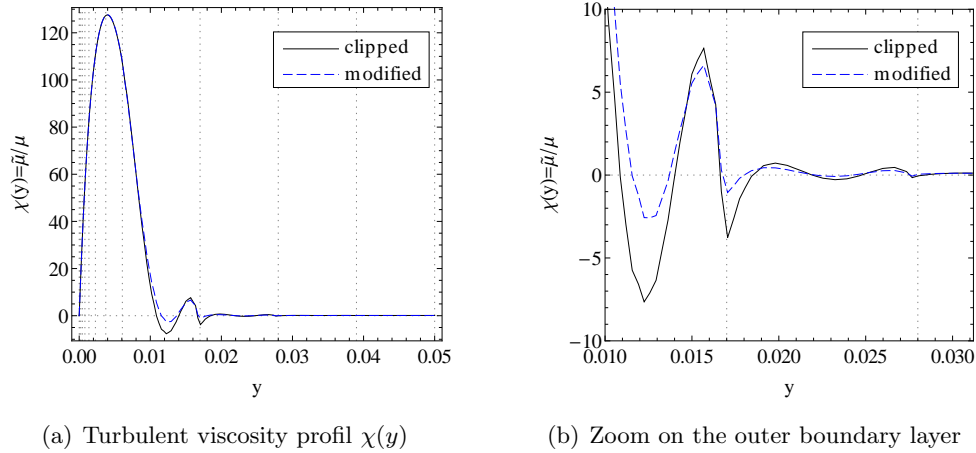 120
100
80
60
40
20
0
χ(y)=μ̃/μ
0.00 0.01 0.02 0.03 0.04 0.05
y
clipped
modified
10
5
0
−5
−10
χ(y)=μ̃/μ
0.010 0.015 0.020 0.025 0.030
y
clipped
modified
(a) Turbulent viscosity profil χ(y)
(b) Zoom on the outer boundary layer